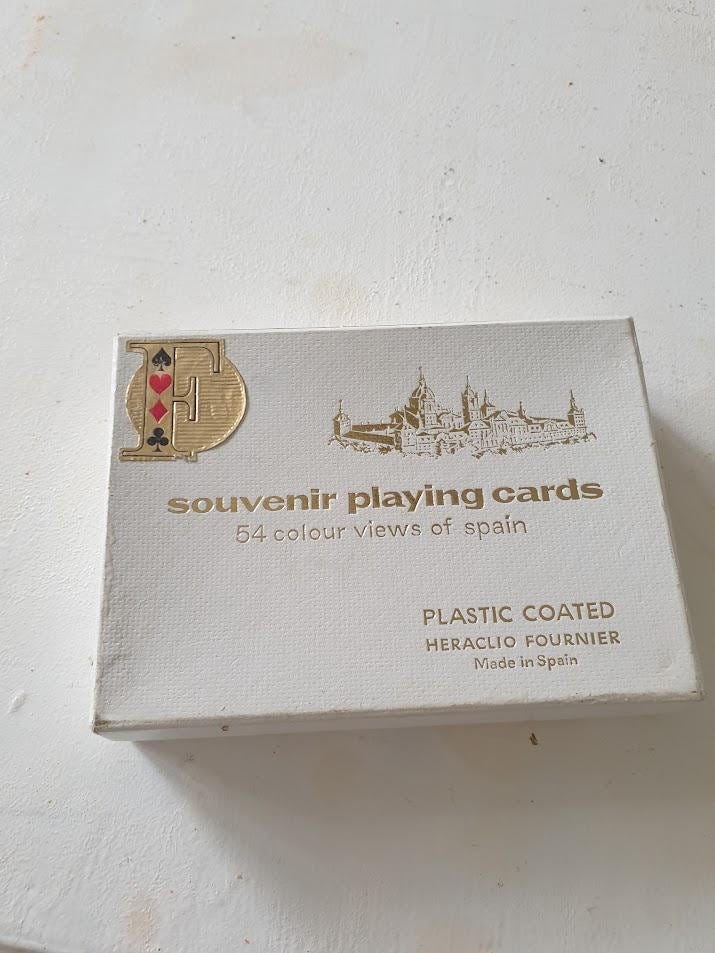 F
souvenir playing cards
54 colour views of spain
PLASTIC COATED
HERACLIO FOURNIER
Made in Spain